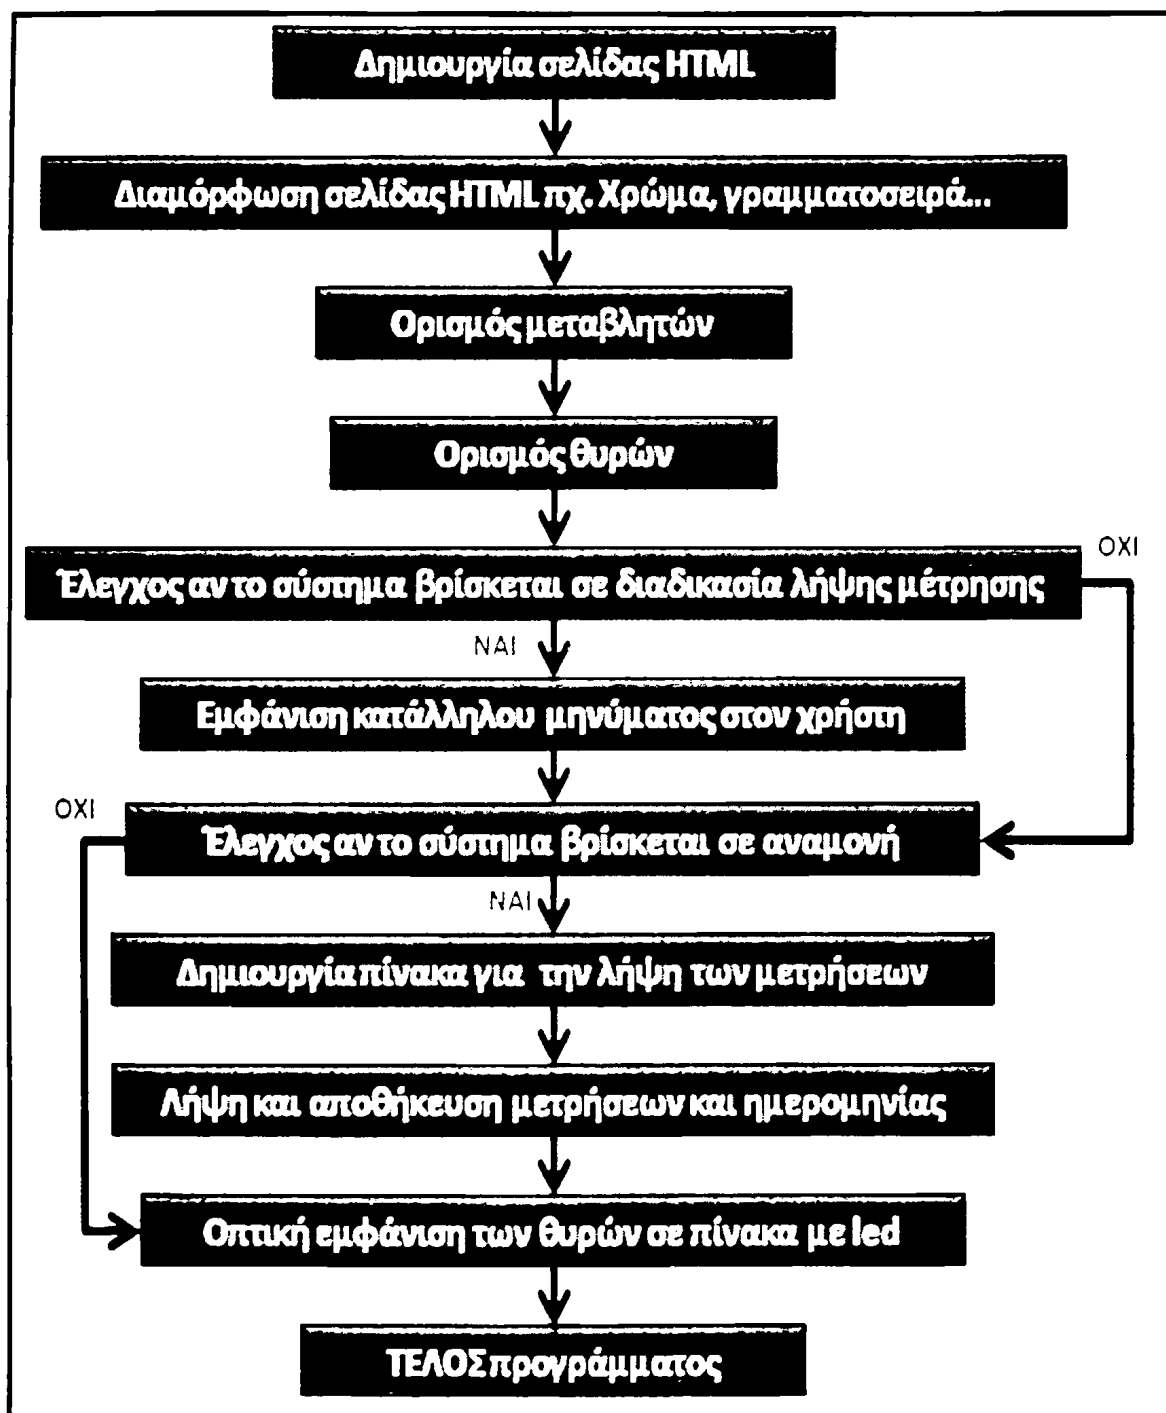 Δημιουργία σελίδας HTML
Διαμόρφωση σελίδας HTML πχ. Χρώμα, γραμματοσειρά...
Ορισμός μεταβλητών
Ορισμός θυρών
ΟΧΙ
Έλεγχος αν το σύστημα βρίσκεται σε διαδικασία λήψης μέτρησης
ΝΑΙ
Εμφάνιση κατάλληλου μηνύματος στον χρήστη
ΟΧΙ
Έλεγχος αν το σύστημα βρίσκεται σε αναμονή
ΝΑΙ
Δημιουργία πίνακα για την λήψη των μετρήσεων
Λήψη και αποθήκευση μετρήσεων και ημερομηνίας
Οπτική εμφάνιση των θυρών σε πίνακα με led
ΤΕΛΟΣ προγράμματος